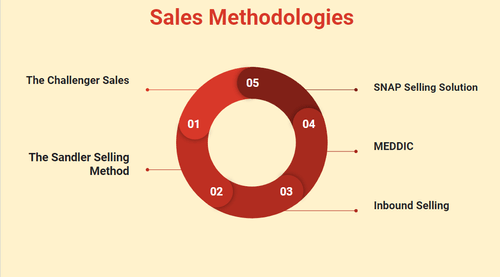 Sales Methodologies
The Challenger Sales
01
The Sandler Selling
Method
02
05
SNAP Selling Solution
04
MEDDIC
03
Inbound Selling